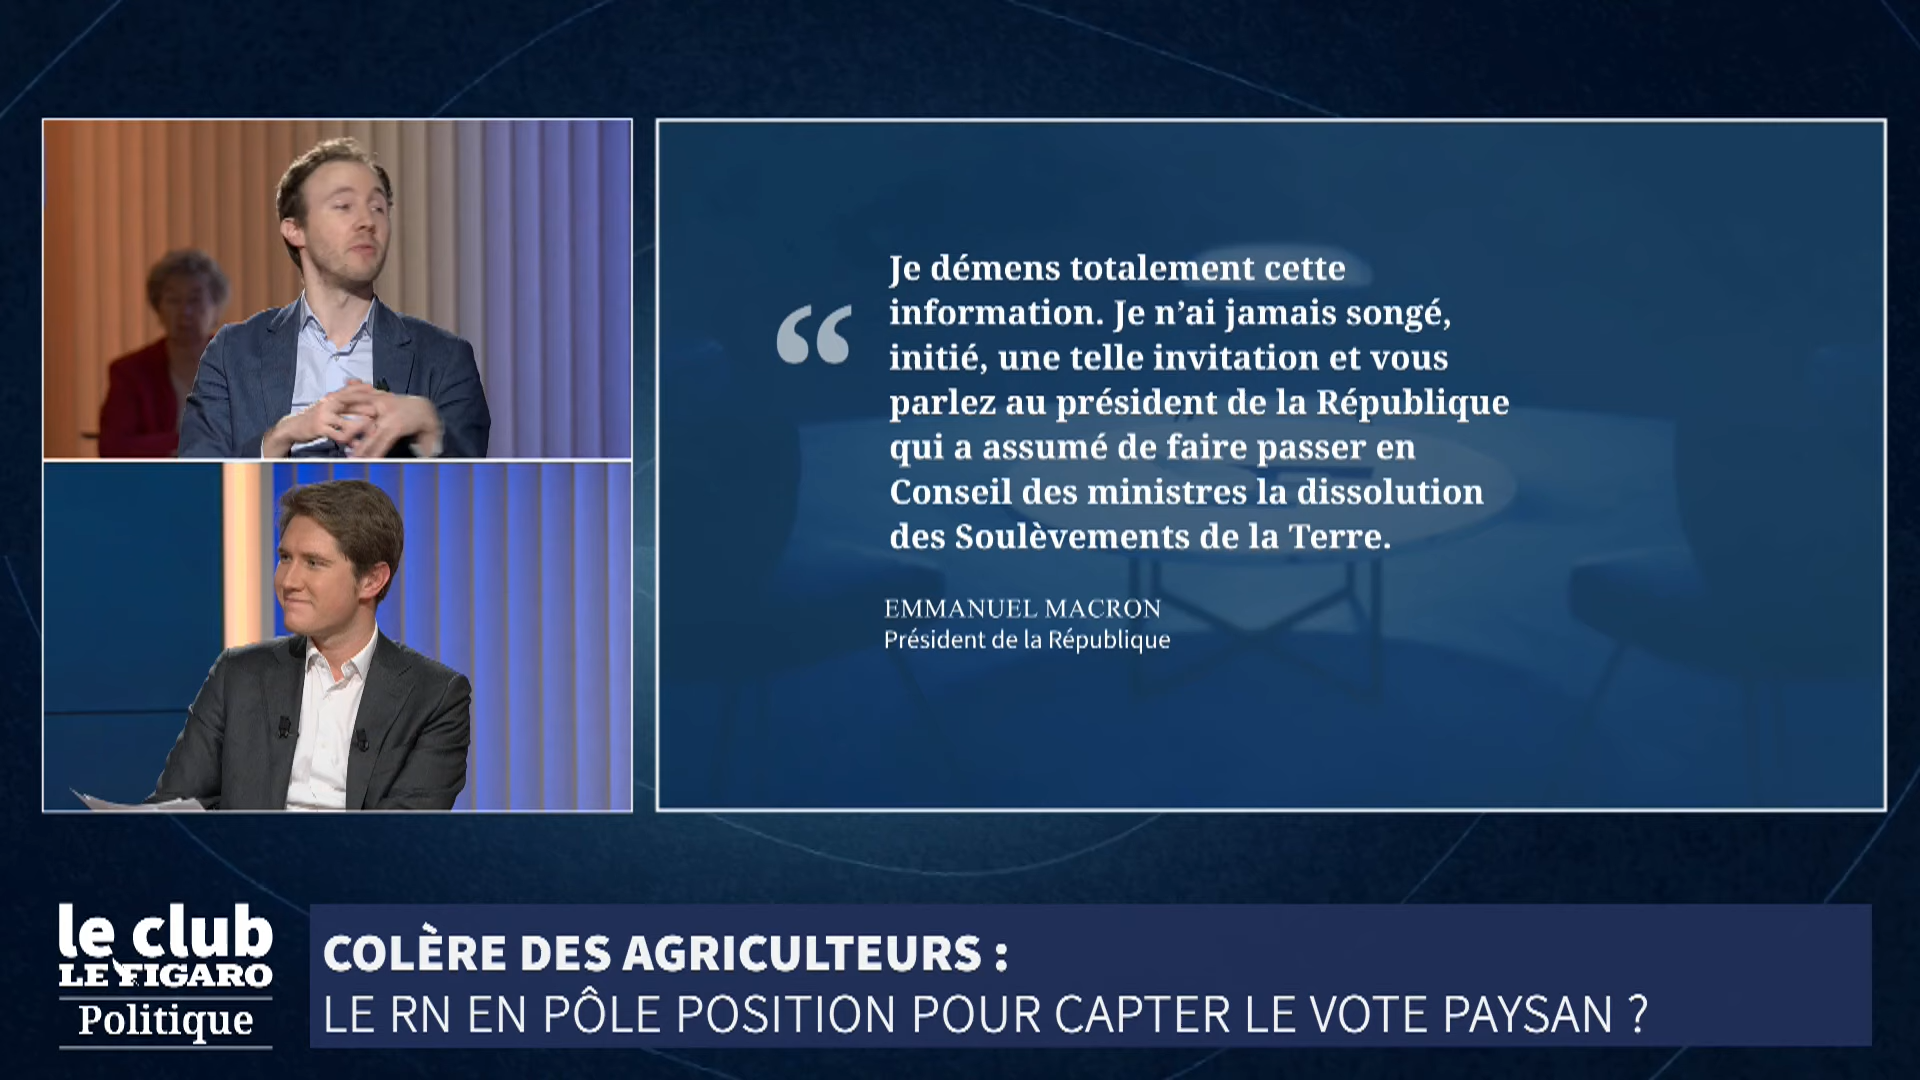 “
Je démens totalement cette
information. Je n’ai jamais songé,
initié, une telle invitation et vous
parlez au président de la République
qui a assumé de faire passer en
Conseil des ministres la dissolution
des Soulèvements de la Terre.
EMMANUEL MACRON
Président de la République
le club
LE FIGARO
Politique
COLÈRE DES AGRICULTEURS :
LE RN EN PÔLE POSITION POUR CAPTER LE VOTE PAYSAN ?